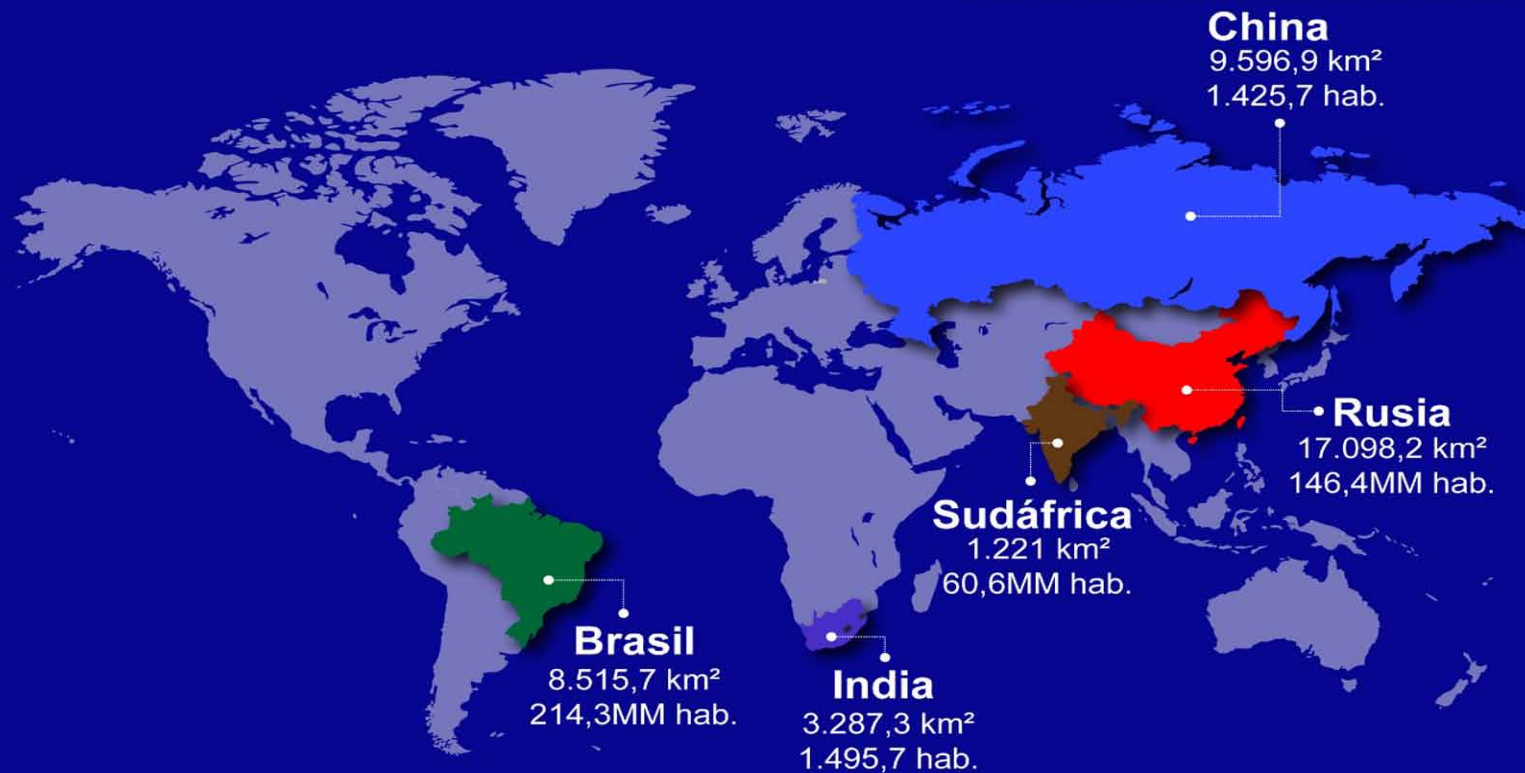 China
9.596,9 km²
1.425,7 hab.
Rusia
17.098,2 km²
146,4MM hab.
Sudáfrica
1.221 km²
60,6MM hab.
Brasil
8.515,7 km²
214,3MM hab.
India
3.287,3 km²
1.495,7 hab.